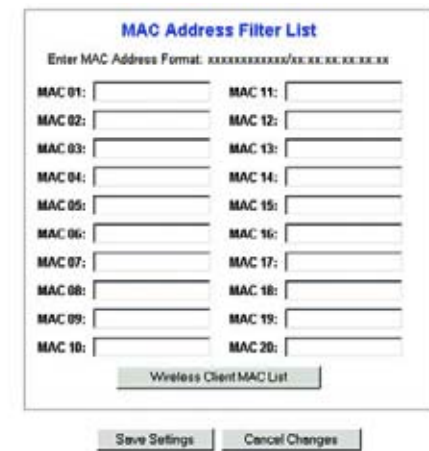 MAC Address Filter List
Enter MAC Address Format: xxxxxxxxxxxx/xx:xx:xx:xx:xx:xx
MAC 01: MAC 11:
MAC 02: MAC 12:
MAC 03: MAC 13:
MAC 04: MAC 14:
MAC 05: MAC 15:
MAC 06: MAC 16:
MAC 07: MAC 17:
MAC 08: MAC 18:
MAC 09: MAC 19:
MAC 10: MAC 20:
Wireless Client MAC List
Save Settings Cancel Changes